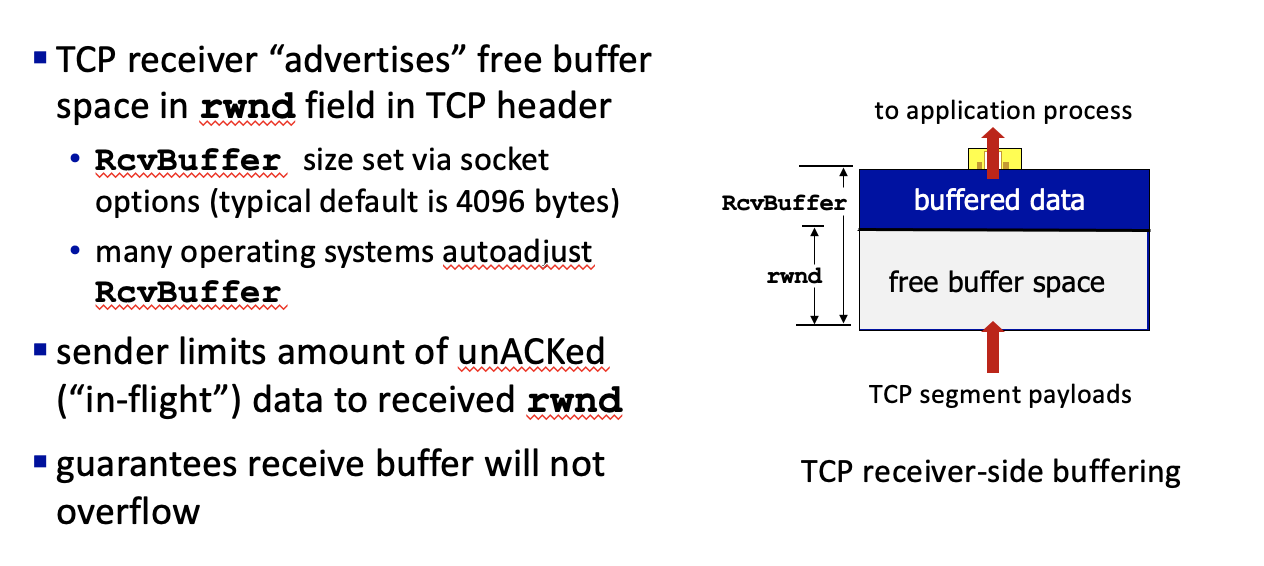 TCP receiver “advertises” free buffer
space in rwnd field in TCP header
RcvBuffer size set via socket
options (typical default is 4096 bytes)
many operating systems autoadjust
RcvBuffer
sender limits amount of unACKed
(“in-flight”) data to received rwnd
guarantees receive buffer will not
overflow
to application process
buffered data
RcvBuffer
rwnd
free buffer space
TCP segment payloads
TCP receiver-side buffering